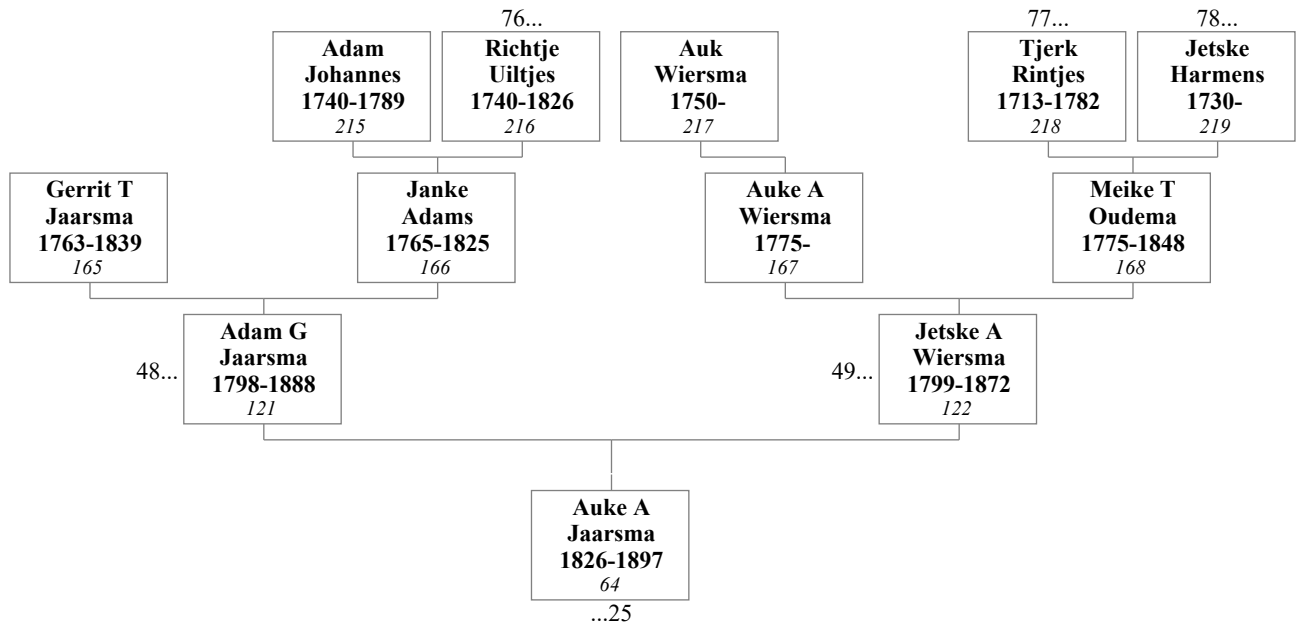 76...
77...
78...
Adam
Johannes
1740-1789
215
Richtje
Uiltjes
1740-1826
216
Auk
Wiersma
1750-
217
Tjerk
Rintjes
1713-1782
218
Jetske
Harmens
1730-
219
Gerrit T
Jaarsma
1763-1839
165
Janke
Adams
1765-1825
166
Auke A
Wiersma
1775-
167
Meike T
Oudema
1775-1848
168
48...
Adam G
Jaarsma
1798-1888
121
49...
Jetske A
Wiersma
1799-1872
122
Auke A
Jaarsma
1826-1897
64
...25